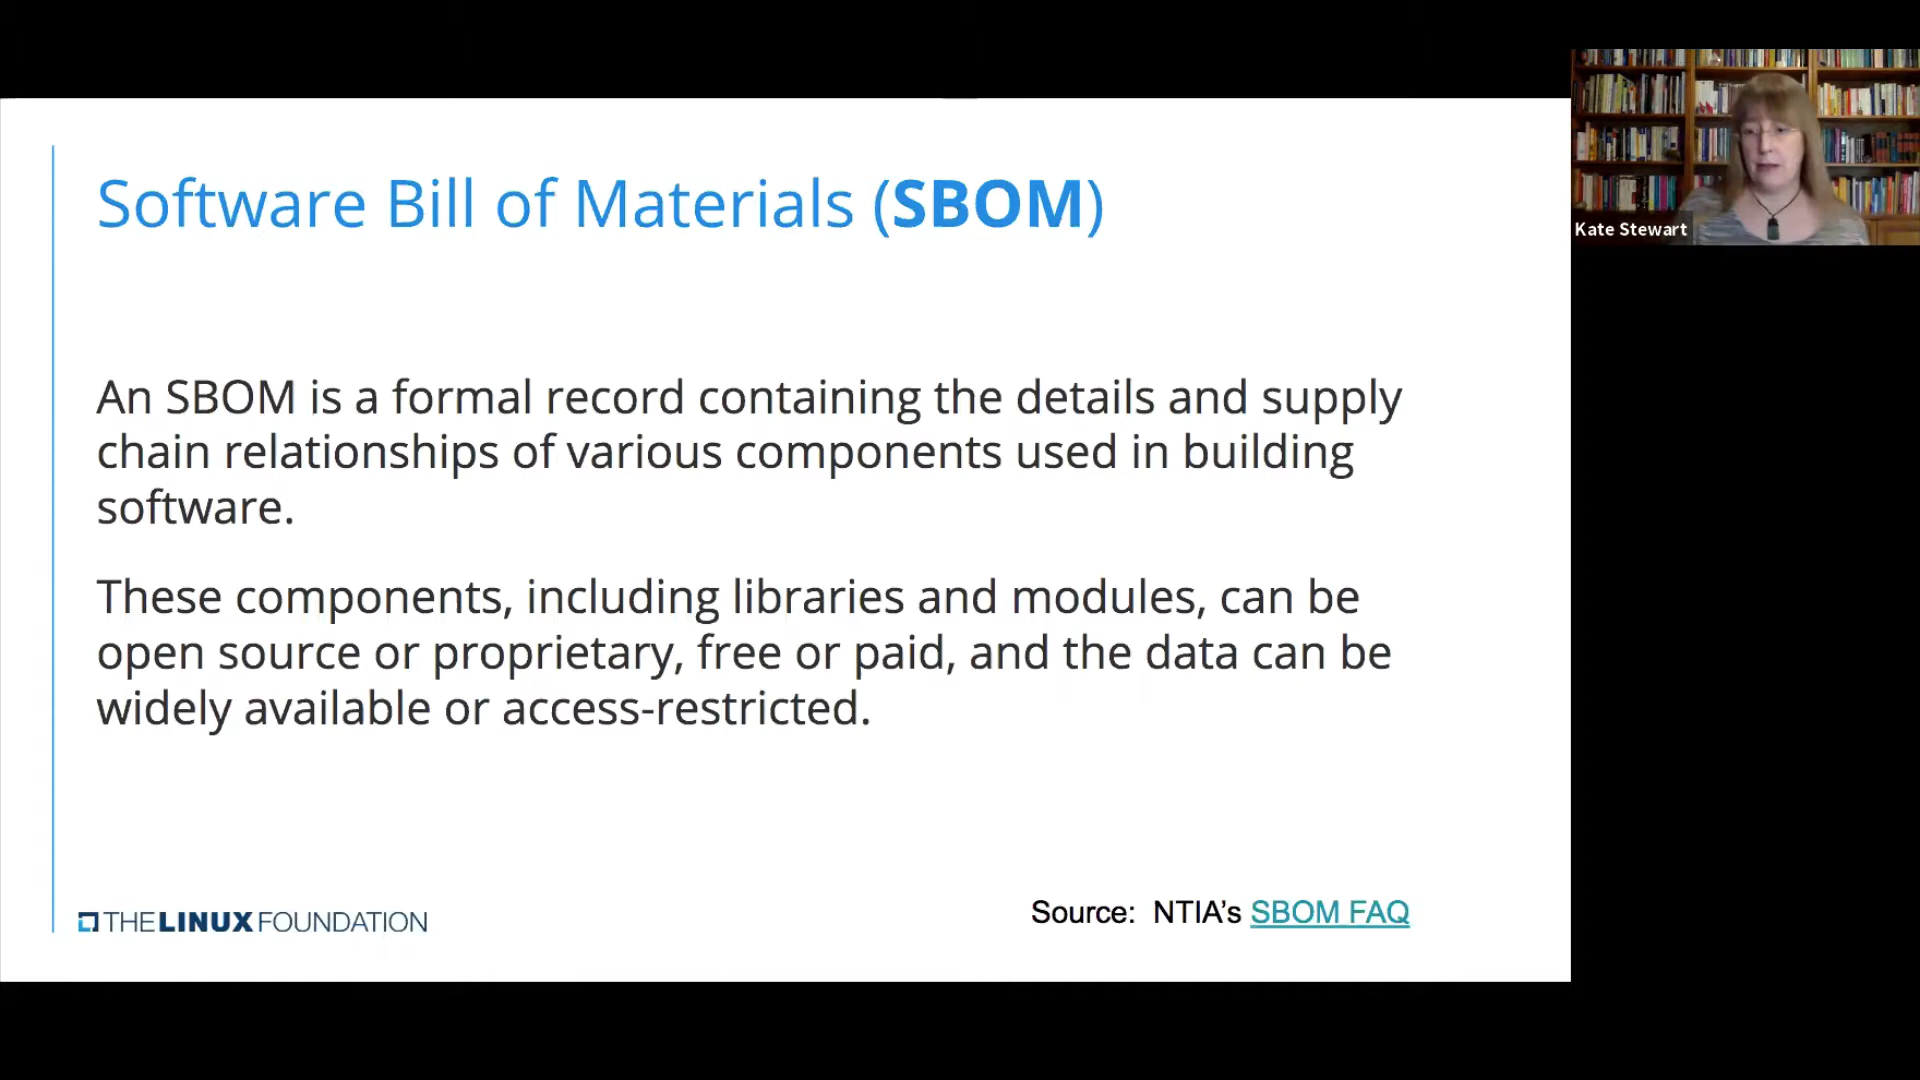 Software Bill of Materials (SBOM)
An SBOM is a formal record containing the details and supply
chain relationships of various components used in building
software.
These components, including libraries and modules, can be
open source or proprietary, free or paid, and the data can be
widely available or access-restricted.
THE LINUX FOUNDATION
Source: NTIA’s SBOM FAQ
Kate Stewart